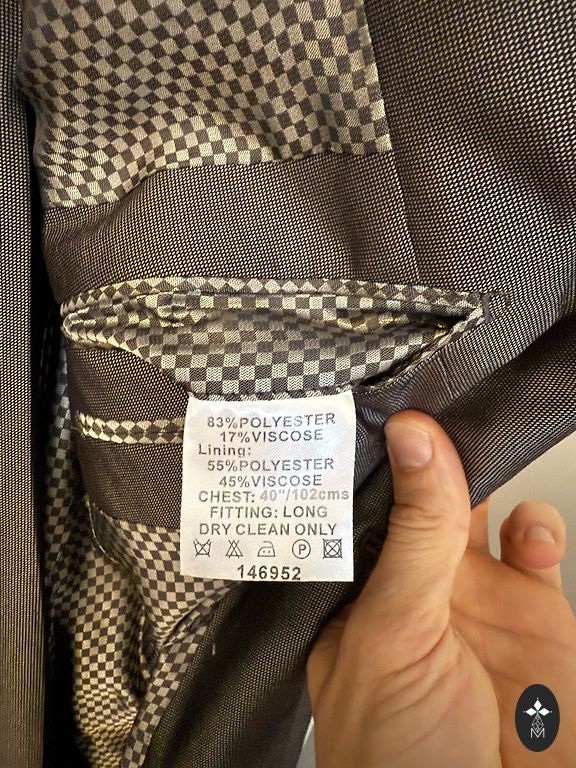 83%POLYESTER
17%VISCOSE
Lining:
55%POLYESTER
45%VISCOSE
CHEST: 40"/102cms
FITTING: LONG
DRY CLEAN ONLY
P
146952
M